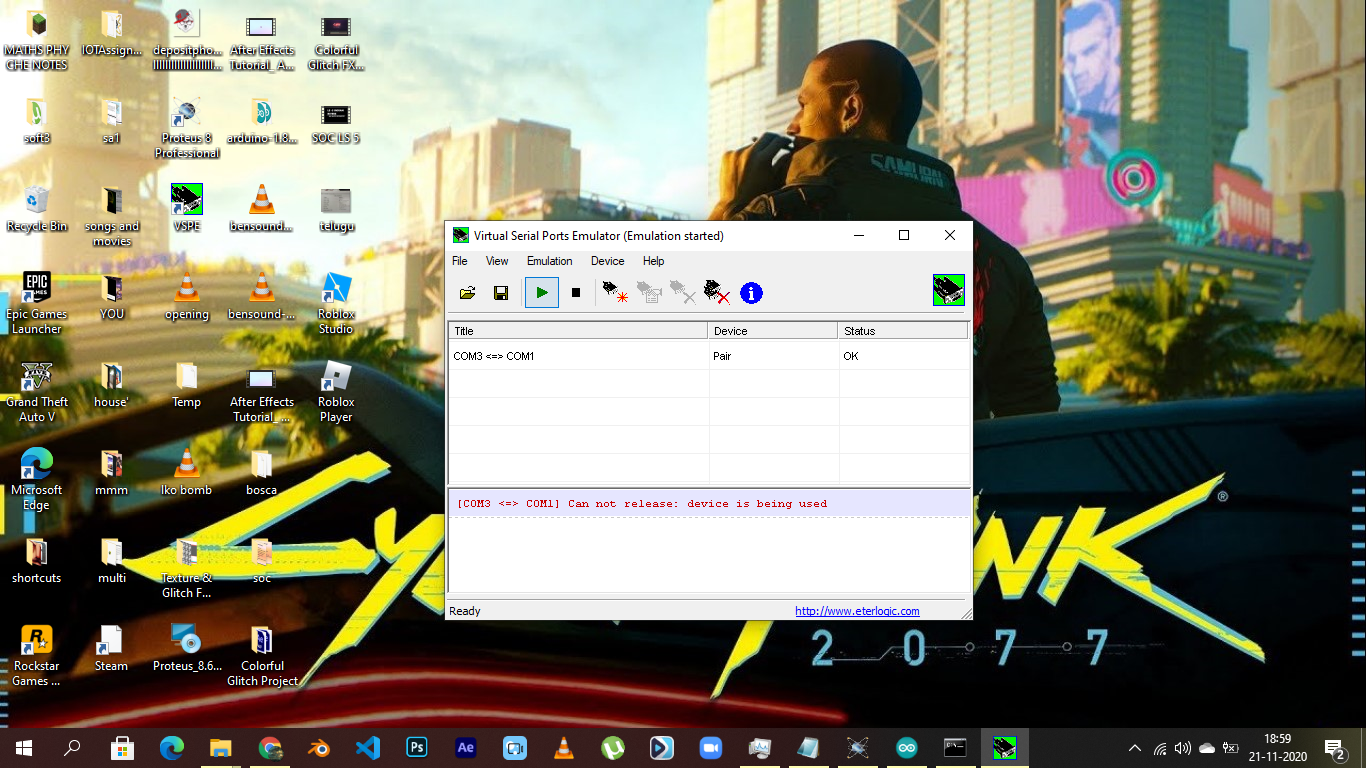 MATHS PHY
CHE NOTES
IOTAssign...
depositpho...
After Effects
Tutorial_ A...
Colorful
Glitch FX...
soft3
sa1
Proteus 8
Professional
arduino-1.8...
SOC LS 5
Recycle Bin
songs and
movies
VSPE
bensound...
telugu
Epic Games
Launcher
YOU
opening
bensound-...
Roblox
Studio
Grand Theft
Auto V
house'
Temp
After Effects
Tutorial_ ...
Roblox
Player
Microsoft
Edge
mmm
lko bomb
bosca
shortcuts
multi
Texture &
Glitch F...
soc
Rockstar
Games ...
Steam
Proteus_8.6...
Colorful
Glitch Project
SAMURAI
Virtual Serial Ports Emulator (Emulation started)
File View Emulation Device Help
Title Device Status
COM3 <=> COM1 Pair OK
[COM3 <=> COM1] Can not release: device is being used
Ready http://www.eterlogic.com
2077
18:59
21-11-2020
2